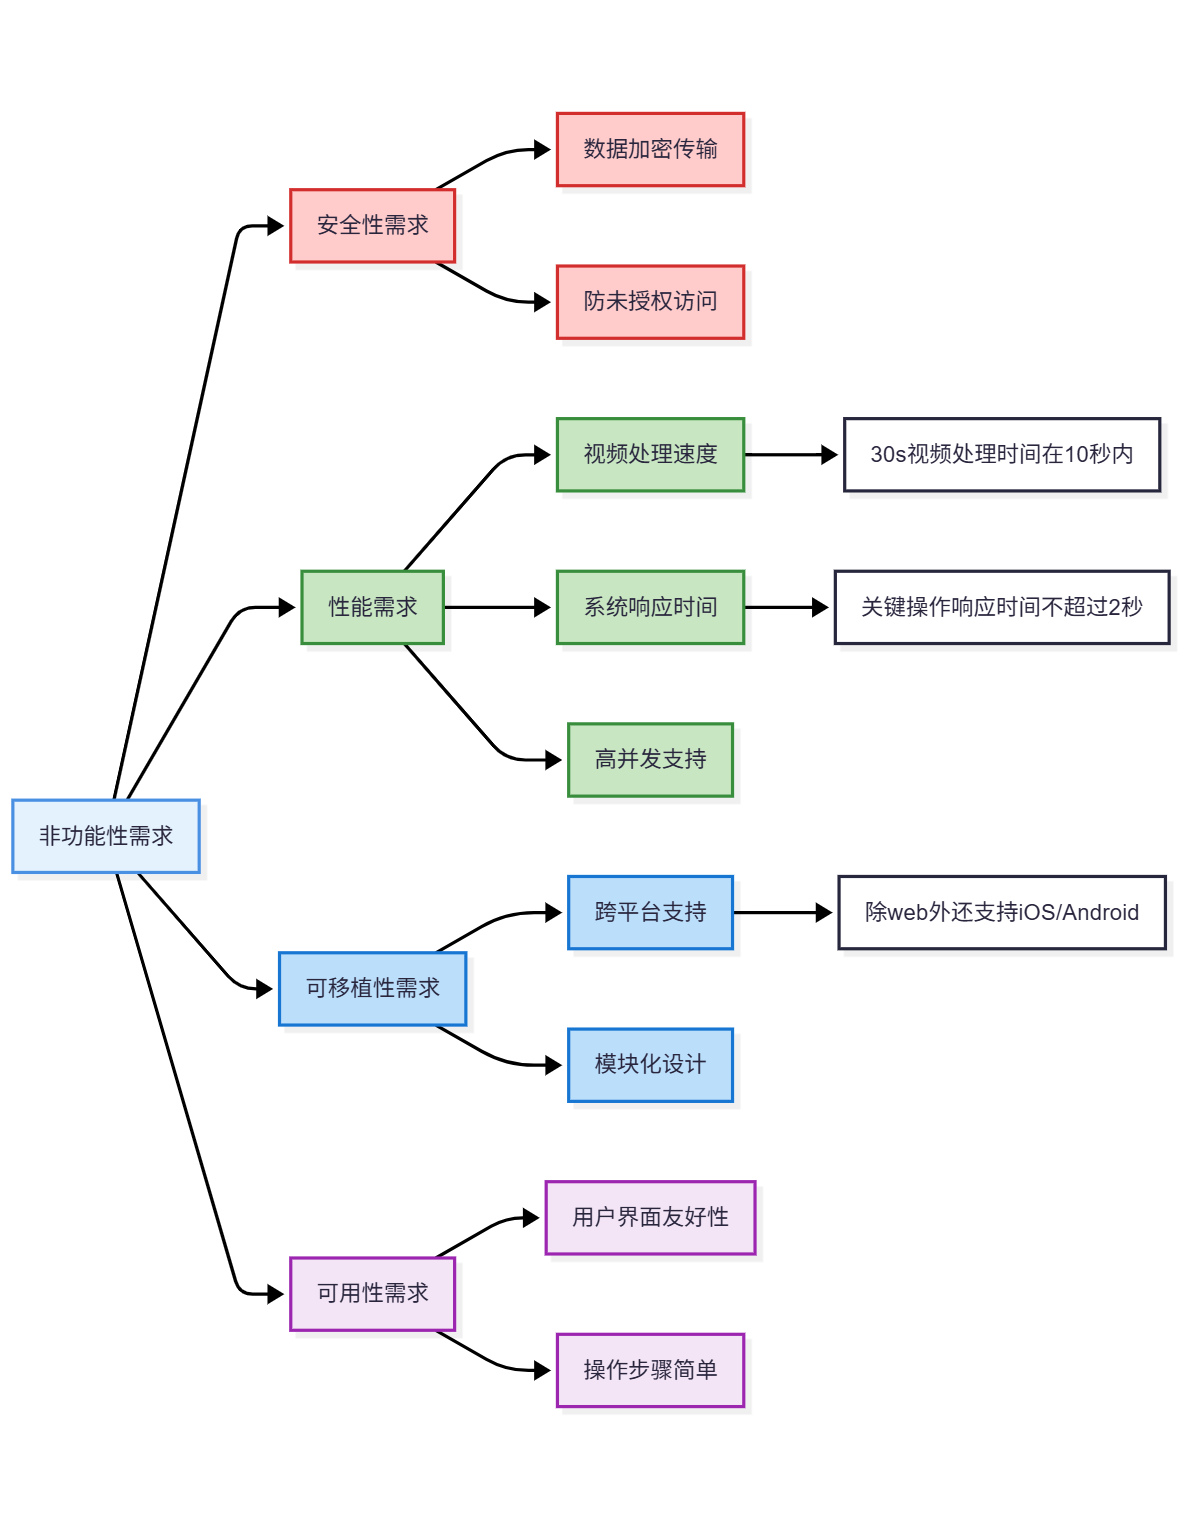 数据加密传输
安全性需求
防未授权访问
视频处理速度
30s视频处理时间在10秒内
性能需求
系统响应时间
关键操作响应时间不超过2秒
高并发支持
非功能性需求
跨平台支持
除web外还支持iOS/Android
可移植性需求
模块化设计
用户界面友好性
可用性需求
操作步骤简单